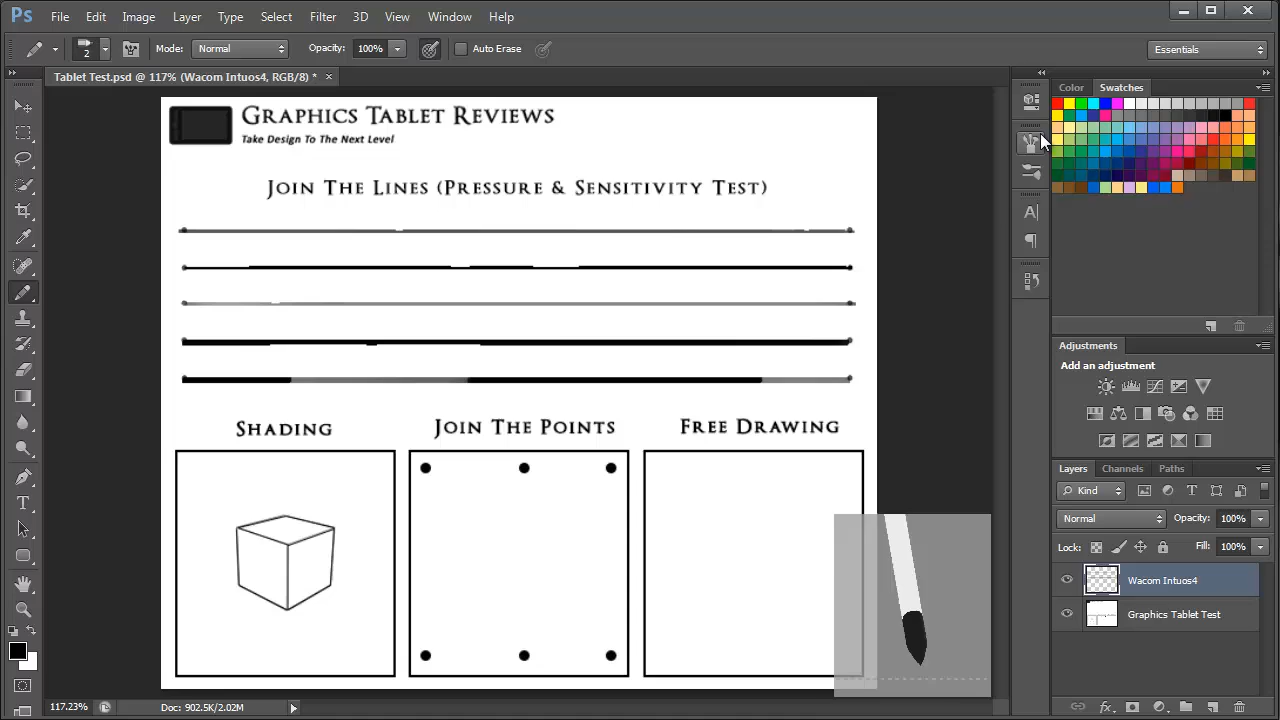 Ps File Edit Image Layer Type Select Filter 3D View Window Help
2 Mode: Normal Opacity: 100% Auto Erase Essentials
Tablet Test.psd @ 117% (Wacom Intuos4, RGB/8) * ×
Color Swatches
Graphics Tablet Reviews
Take Design To The Next Level
Join The Lines (Pressure & Sensitivity Test)
Adjustments
Add an adjustment
Shading Join The Points Free Drawing
Layers Channels Paths
Kind
Normal Opacity: 100%
Lock: Fill: 100%
Wacom Intuos4
Graphics Tablet Test
117.23% Doc: 902.5K/2.02M